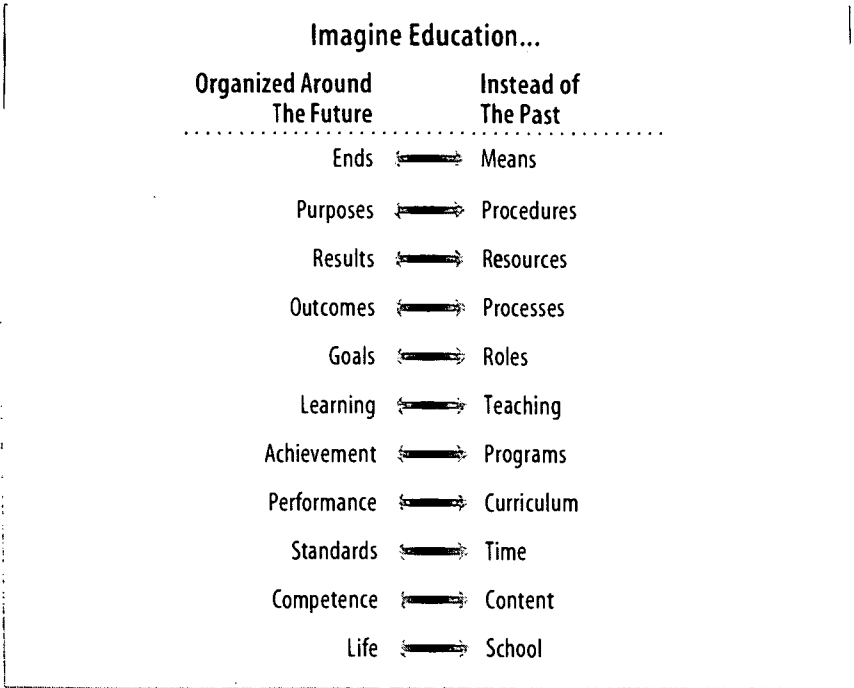 Imagine Education...
Organized Around Instead of
The Future The Past
Ends Means
Purposes Procedures
Results Resources
Outcomes Processes
Goals Roles
Learning Teaching
Achievement Programs
Performance Curriculum
Standards Time
Competence Content
Life School